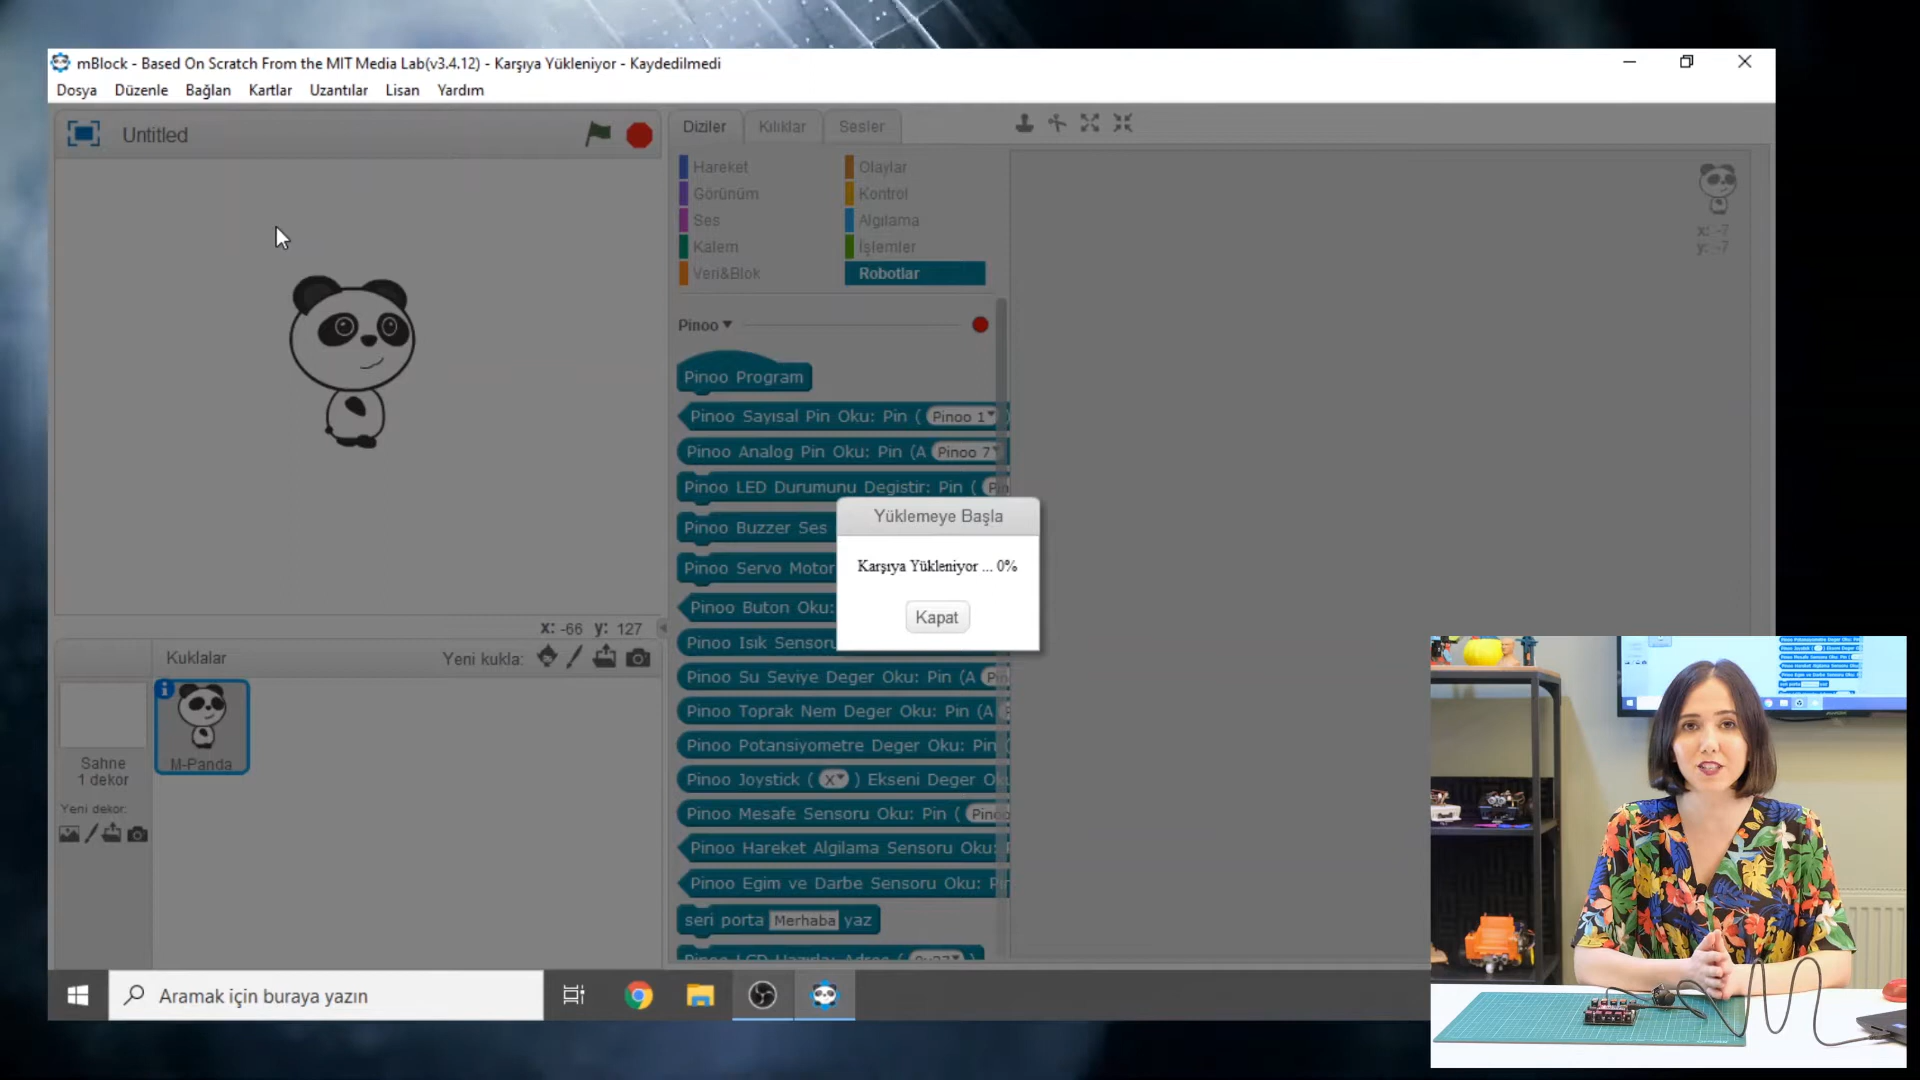 mBlock - Based On Scratch From the MIT Media Lab(v3.4.12) - Karşıya Yükleniyor - Kaydedilmedi
Dosya Düzenle Bağlan Kartlar Uzantılar Lisan Yardım
Untitled
Diziler Kılıklar Sesler
Hareket
Görünüm
Ses
Kalem
Veri&Blok
Olaylar
Kontrol
Algılama
İşlemler
Robotlar
Pinoo
Pinoo Program
Pinoo Sayısal Pin Oku: Pin ( Pinoo 1
Pinoo Analog Pin Oku: Pin (A Pinoo 7
Pinoo LED Durumunu Degistir: Pin (
Pinoo Buzzer Ses
Pinoo Servo Motor
Pinoo Buton Oku:
Pinoo Isık Sensoru
Pinoo Su Seviye Deger Oku: Pin (A
Pinoo Toprak Nem Deger Oku: Pin (A
Pinoo Potansiyometre Deger Oku: Pin
Pinoo Joystick ( X ) Ekseni Deger
Pinoo Mesafe Sensoru Oku: Pin (
Pinoo Hareket Algilama Sensoru Oku:
Pinoo Egim ve Darbe Sensoru Oku:
seri porta Merhaba yaz
Yüklemeye Başla
Karşıya Yükleniyor ... 0%
Kapat
x: -7
y: -7
x: -66 y: 127
Kuklalar Yeni kukla:
M-Panda
Sahne
1 dekor
Yeni dekor:
Aramak için buraya yazın